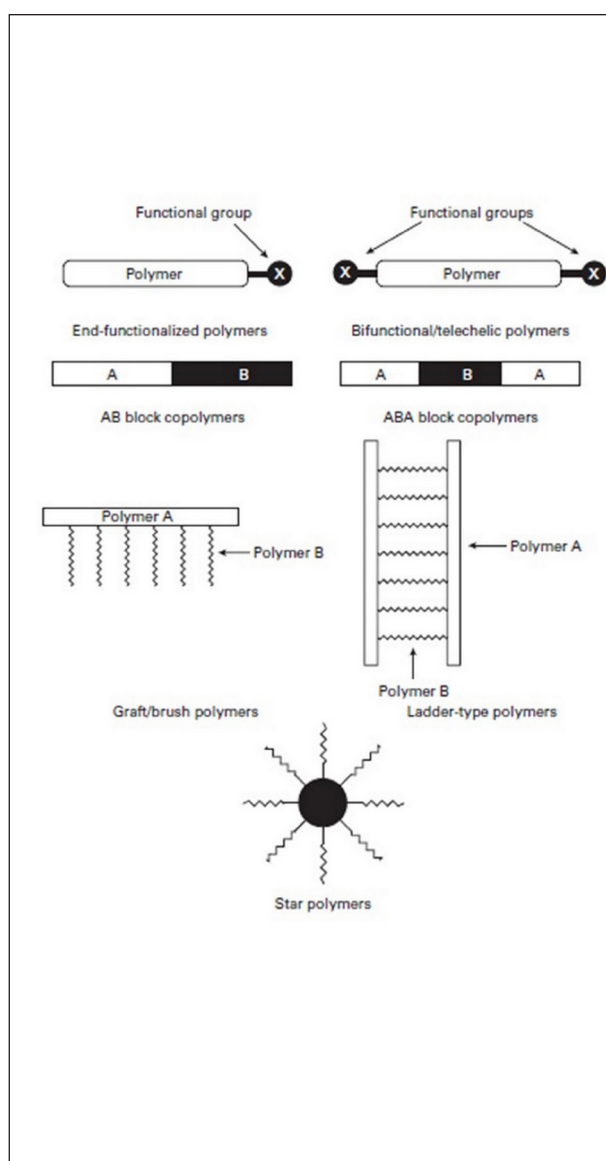 Functional group
Functional groups
Polymer X
X Polymer X
End-functionalized polymers
Bifunctional/telechelic polymers
A B
A B A
AB block copolymers
ABA block copolymers
Polymer A
Polymer B
Polymer A
Polymer B
Graft/brush polymers
Ladder-type polymers
Star polymers